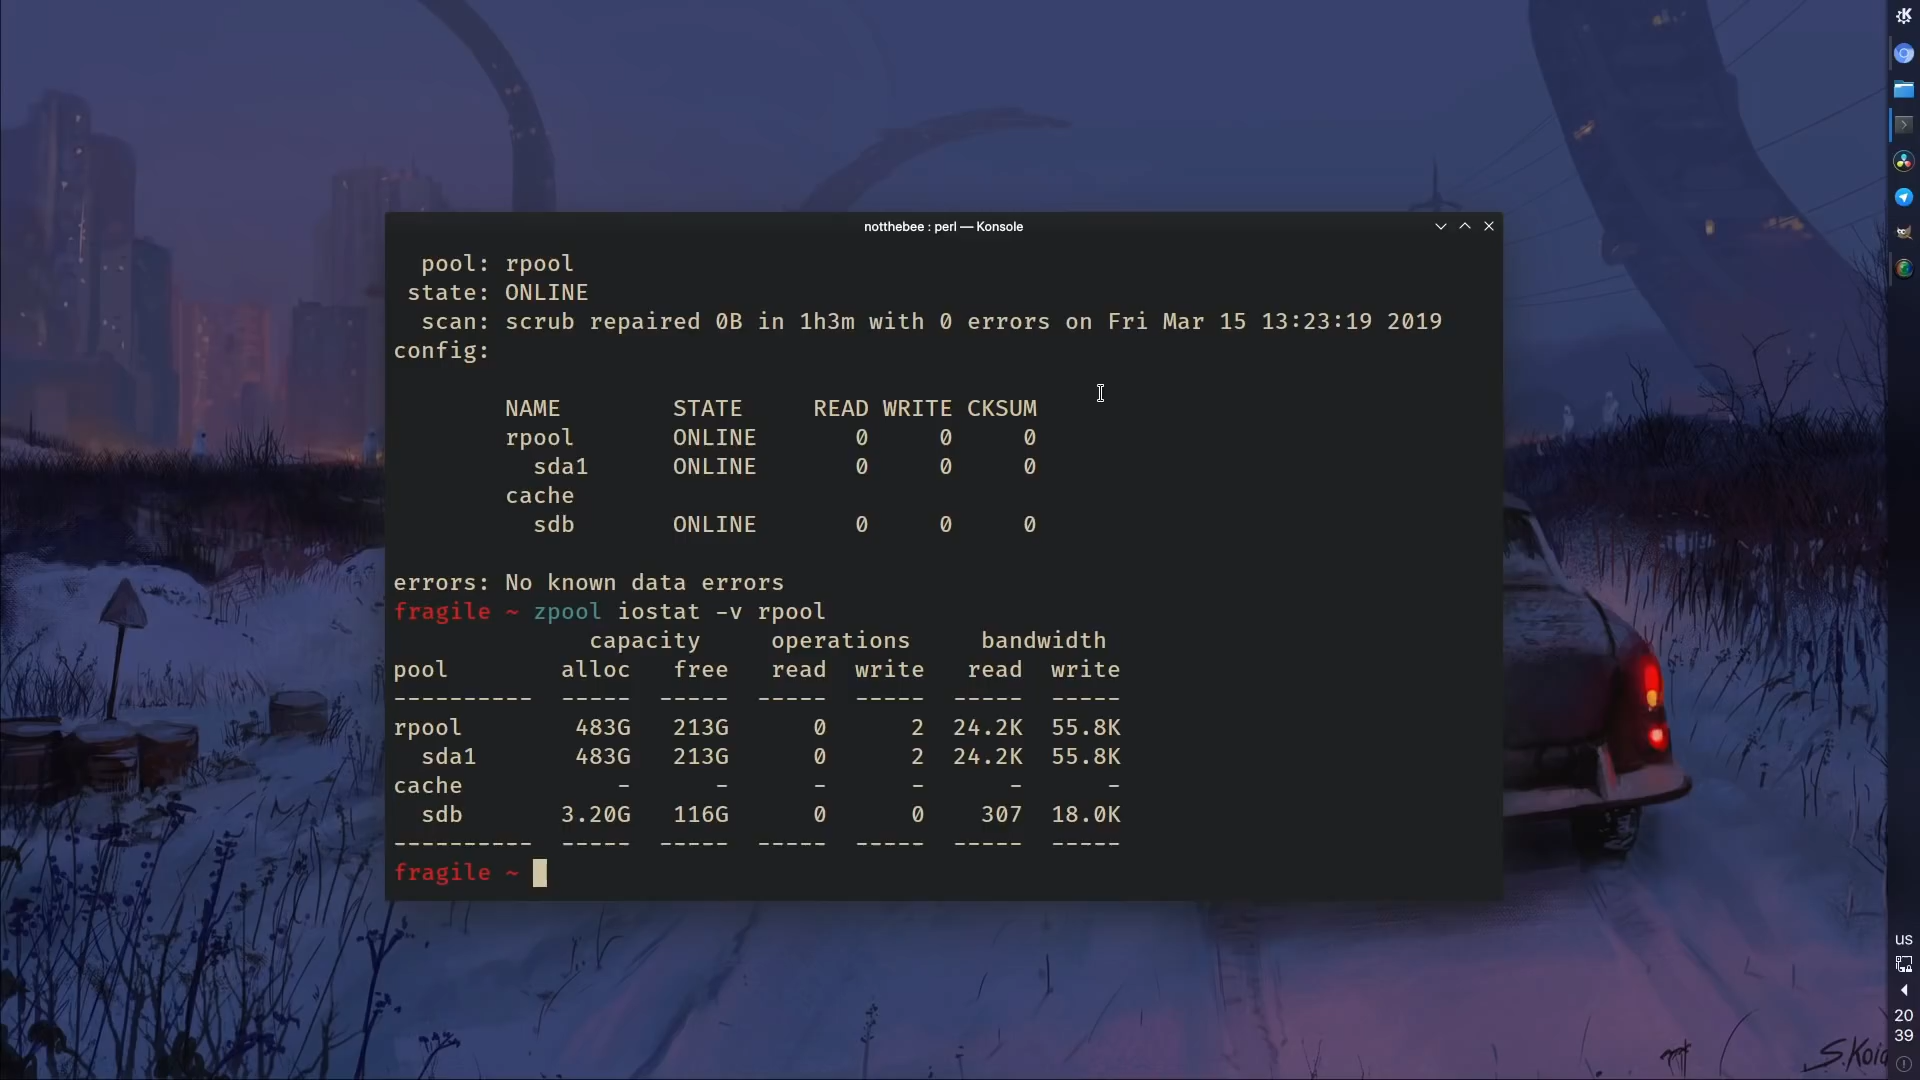 notthebee : perl — Konsole
pool: rpool
state: ONLINE
scan: scrub repaired 0B in 1h3m with 0 errors on Fri Mar 15 13:23:19 2019
config:
NAME STATE READ WRITE CKSUM
rpool ONLINE 0 0 0
sda1 ONLINE 0 0 0
cache
sdb ONLINE 0 0 0
errors: No known data errors
fragile ~ zpool iostat -v rpool
capacity operations bandwidth
pool alloc free read write read write
---------- ----- ----- ----- ----- ----- -----
rpool 483G 213G 0 2 24.2K 55.8K
sda1 483G 213G 0 2 24.2K 55.8K
cache - - - - - -
sdb 3.20G 116G 0 0 307 18.0K
---------- ----- ----- ----- ----- ----- -----
fragile ~
us
20
39